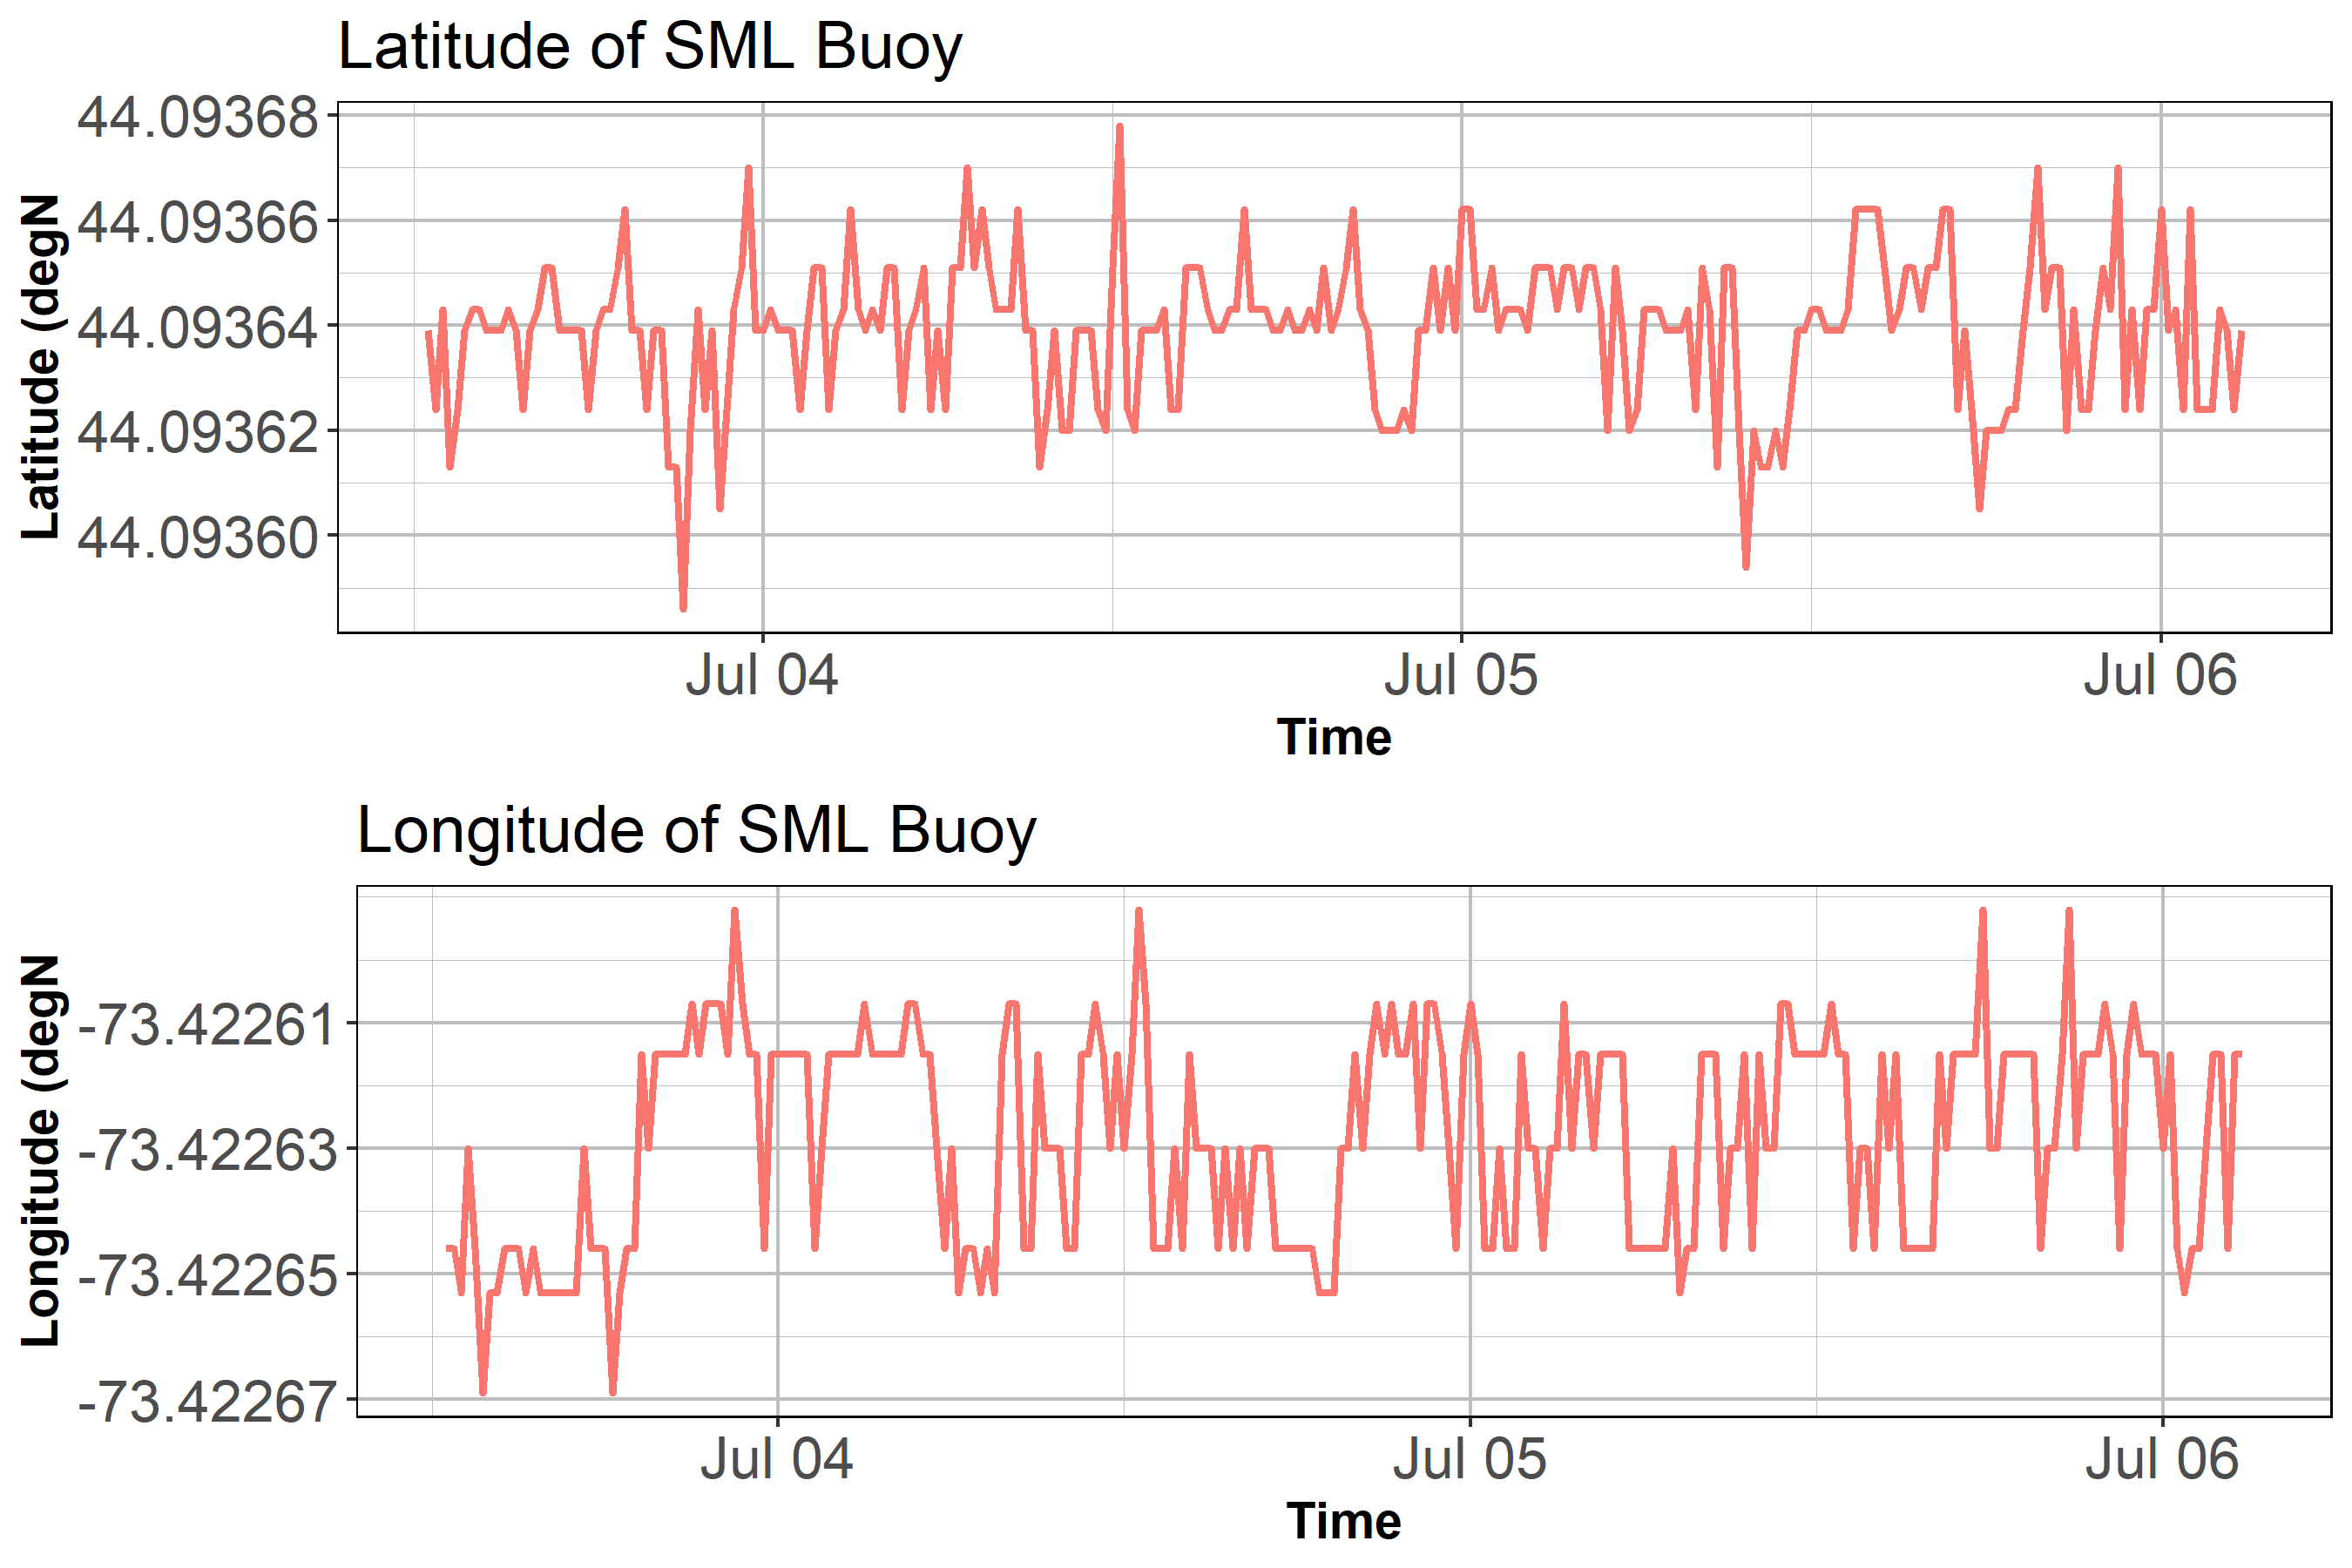 Latitude of SML Buoy
44.09368
44.09366
44.09364
44.09362
44.09360
Latitude (degN
Jul 04 Jul 05 Jul 06
Time
Longitude of SML Buoy
-73.42261
-73.42263
-73.42265
-73.42267
Longitude (degN
Jul 04 Jul 05 Jul 06
Time